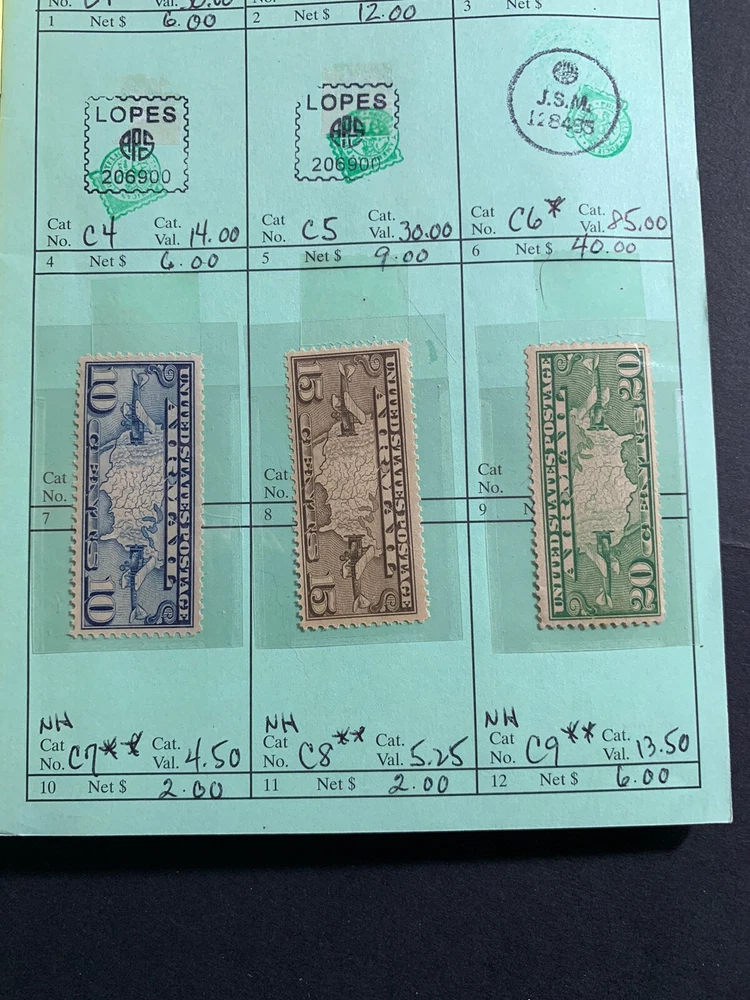 No. Val. 30.00
1 Net $ 6.00
2 Net $ 12.00
3 Net $
LOPES
APS
206900
LOPES
APS
206900
J.S.M.
128495
Cat No. C4 Cat. Val. 14.00
4 Net $ 6.00
Cat No. C5 Cat. Val. 30.00
5 Net $ 9.00
Cat No. C6* Cat. Val. 85.00
6 Net $ 40.00
UNITED STATES POSTAGE
AIR MAIL
10 CENTS 10
UNITED STATES POSTAGE
AIR MAIL
15 CENTS 15
UNITED STATES POSTAGE
AIR MAIL
20 CENTS 20
Cat No.
7
Cat No.
8
Cat No.
9 N
NH
Cat No. C7** Cat. Val. 4.50
10 Net $ 2.00
NH
Cat No. C8** Cat. Val. 5.25
11 Net $ 2.00
NH
Cat No. C9** Cat. Val. 13.50
12 Net $ 6.00